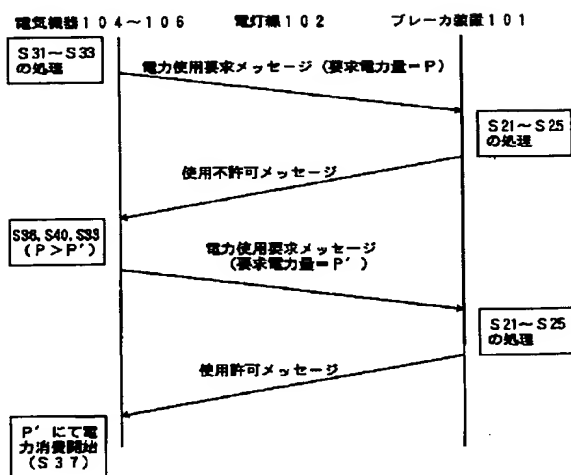 電気機器１０４～１０６
電灯線１０２
ブレーカ装置１０１
Ｓ３１～Ｓ３３
の処理
電力使用要求メッセージ（要求電力量＝Ｐ）
Ｓ２１～Ｓ２５
の処理
使用不許可メッセージ
S36, S40, S33
（Ｐ＞Ｐ′）
電力使用要求メッセージ
（要求電力量＝Ｐ′）
Ｓ２１～Ｓ２５
の処理
使用許可メッセージ
Ｐ′にて電
力消費開始
（Ｓ３７）